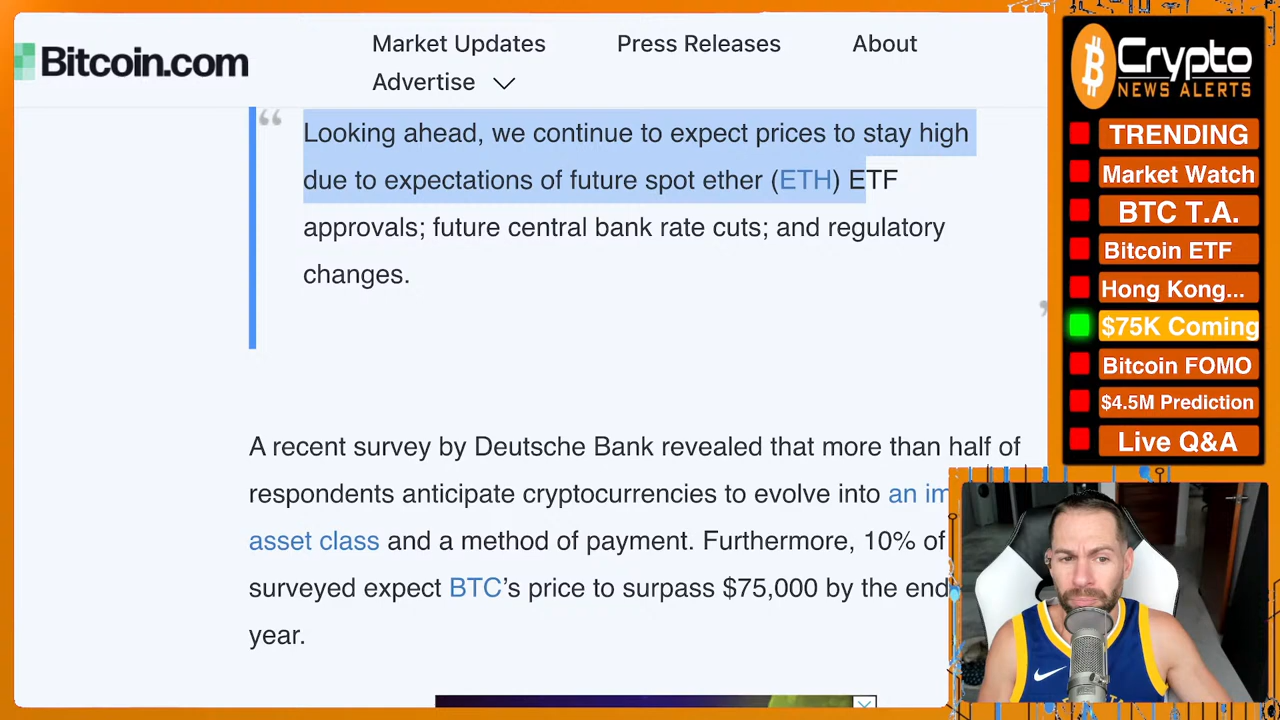 Bitcoin.com
Market Updates
Press Releases
About
Advertise
“
Looking ahead, we continue to expect prices to stay high
due to expectations of future spot ether (ETH) ETF
approvals; future central bank rate cuts; and regulatory
changes.
A recent survey by Deutsche Bank revealed that more than half of
respondents anticipate cryptocurrencies to evolve into an
asset class and a method of payment. Furthermore, 10% of
surveyed expect BTC’s price to surpass $75,000 by the end
year.
Crypto
NEWS ALERTS
TRENDING
Market Watch
BTC T.A.
Bitcoin ETF
Hong Kong...
$75K Coming
Bitcoin FOMO
$4.5M Prediction
Live Q&A